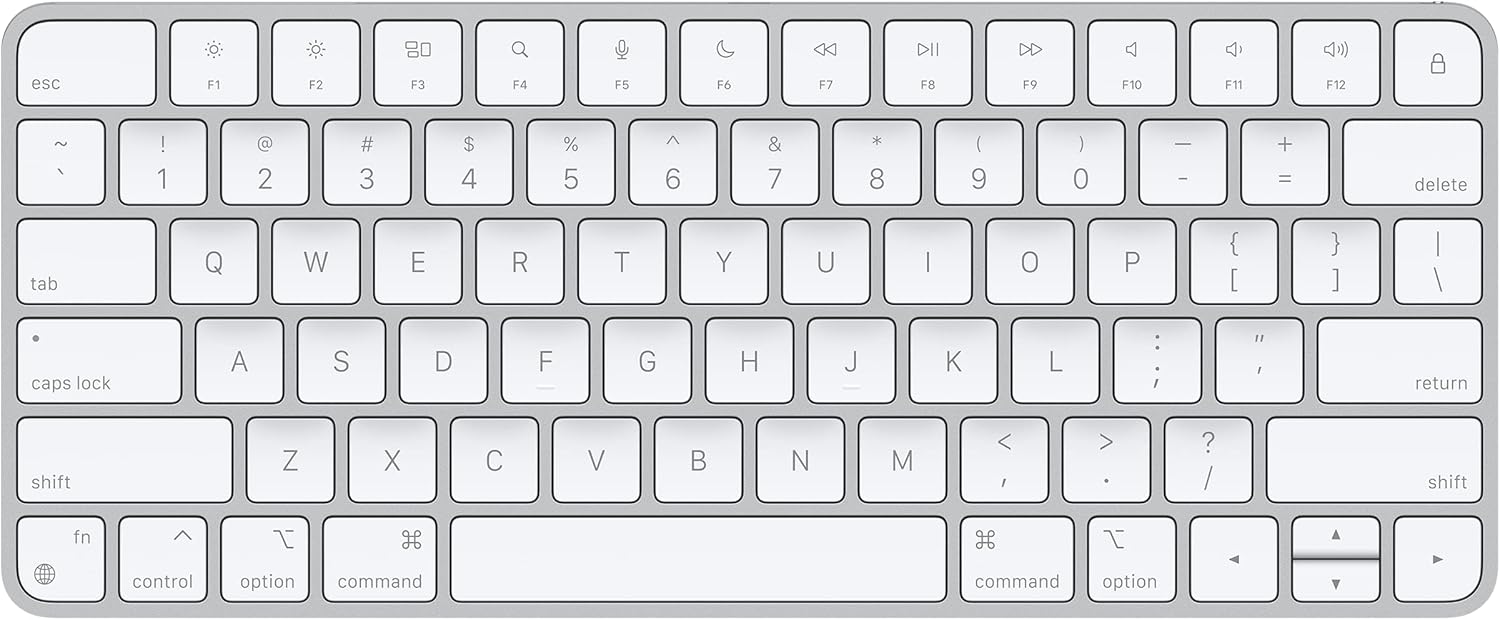 esc F1 F2 F3 F4 F5 F6 F7 F8 F9 F10 F11 F12
~ ! @ # $ % ^ & * ( ) — +
` 1 2 3 4 5 6 7 8 9 0 - = delete
tab Q W E R T Y U I O P { } |
[ ] \
caps lock A S D F G H J K L : "
; ' return
shift Z X C V B N M < > ?
, . / shift
fn ^ ⌥ ⌘ ⌘ ⌥ ▲
control option command command option ◀ ▼ ▶